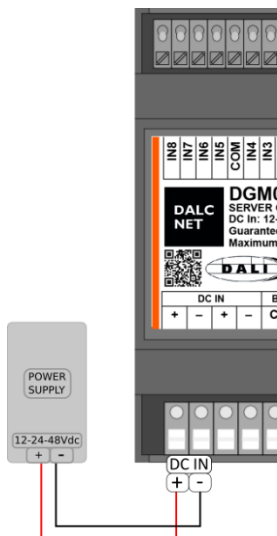 IN8
IN7
IN6
IN5
COM
IN4
IN3
DALC
NET
DGM0
SERVER
DC In: 12-
Guarantee
Maximum
DALI
DC IN
B
+ - + - C
POWER
SUPPLY
12-24-48Vdc
+ -
DC IN
+ -